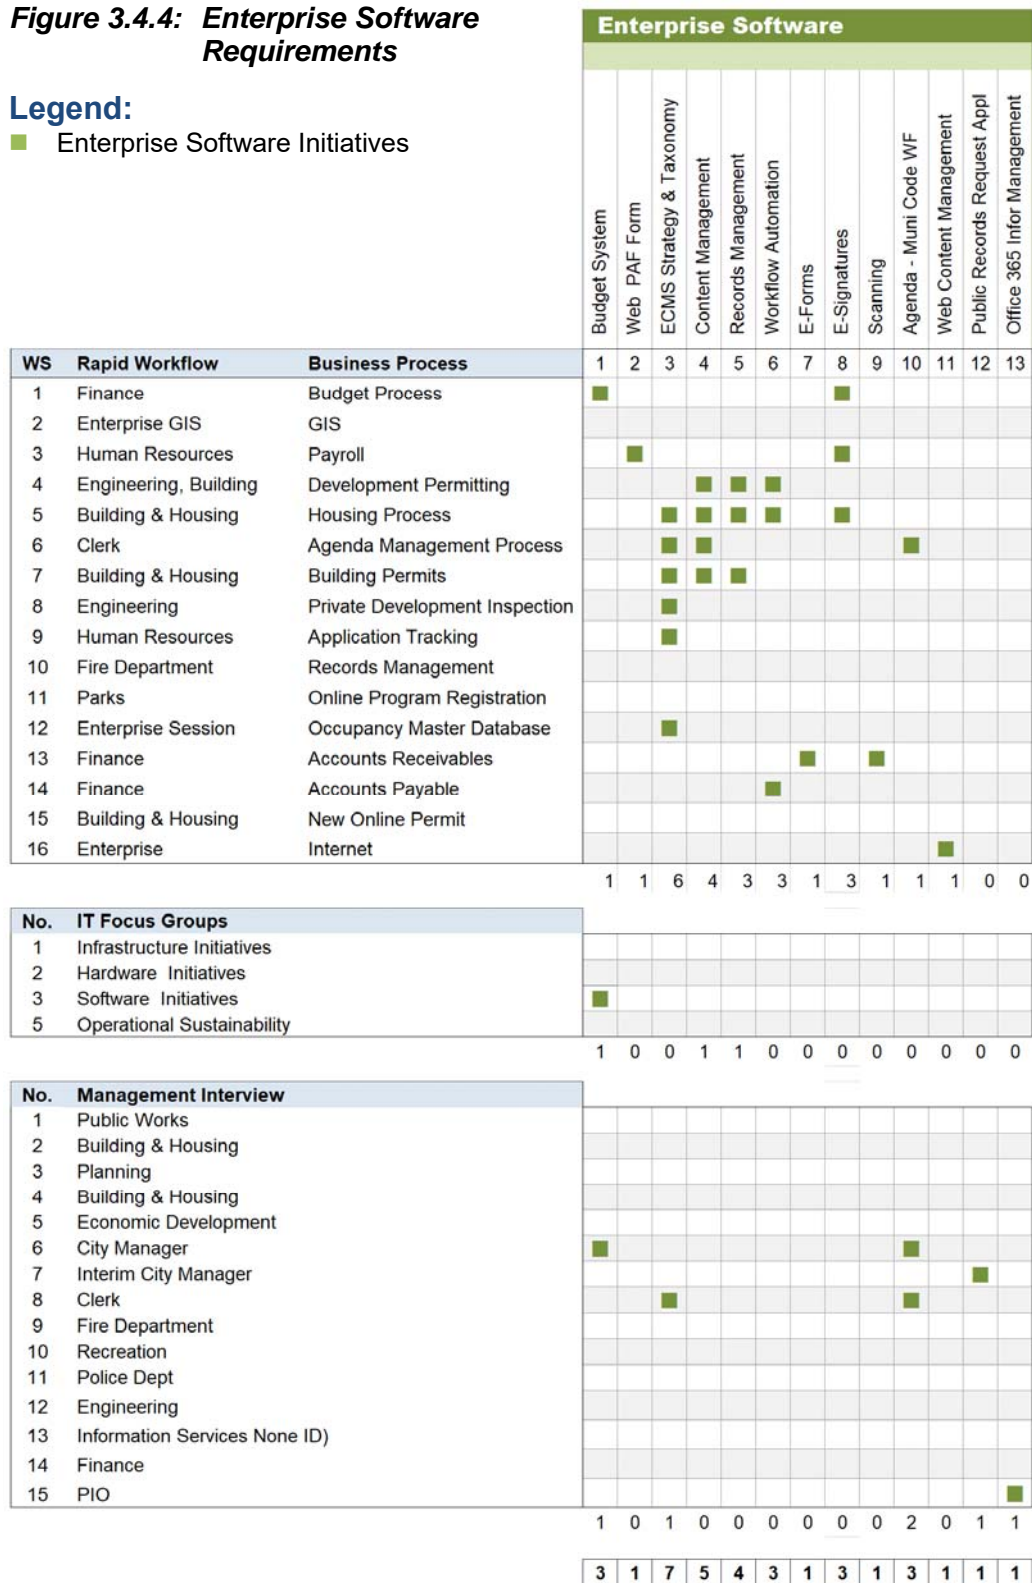 Figure 3.4.4: Enterprise Software
Requirements
Legend:
Enterprise Software Initiatives
Enterprise Software
Budget System
Web PAF Form
ECMS Strategy & Taxonomy
Content Management
Records Management
Workflow Automation
E-Forms
E-Signatures
Scanning
Agenda - Muni Code WF
Web Content Management
Public Records Request Appl
Office 365 Infor Management
WS Rapid Workflow Business Process 1 2 3 4 5 6 7 8 9 10 11 12 13
1 Finance Budget Process
2 Enterprise GIS GIS
3 Human Resources Payroll
4 Engineering, Building Development Permitting
5 Building & Housing Housing Process
6 Clerk Agenda Management Process
7 Building & Housing Building Permits
8 Engineering Private Development Inspection
9 Human Resources Application Tracking
10 Fire Department Records Management
11 Parks Online Program Registration
12 Enterprise Session Occupancy Master Database
13 Finance Accounts Receivables
14 Finance Accounts Payable
15 Building & Housing New Online Permit
16 Enterprise Internet
1 1 6 4 3 3 1 3 1 1 1 0 0
No. IT Focus Groups
1 Infrastructure Initiatives
2 Hardware Initiatives
3 Software Initiatives
5 Operational Sustainability
1 0 0 1 1 0 0 0 0 0 0 0 0
No. Management Interview
1 Public Works
2 Building & Housing
3 Planning
4 Building & Housing
5 Economic Development
6 City Manager
7 Interim City Manager
8 Clerk
9 Fire Department
10 Recreation
11 Police Dept
12 Engineering
13 Information Services None ID)
14 Finance
15 PIO
1 0 1 0 0 0 0 0 0 2 0 1 1
3 1 7 5 4 3 1 3 1 3 1 1 1